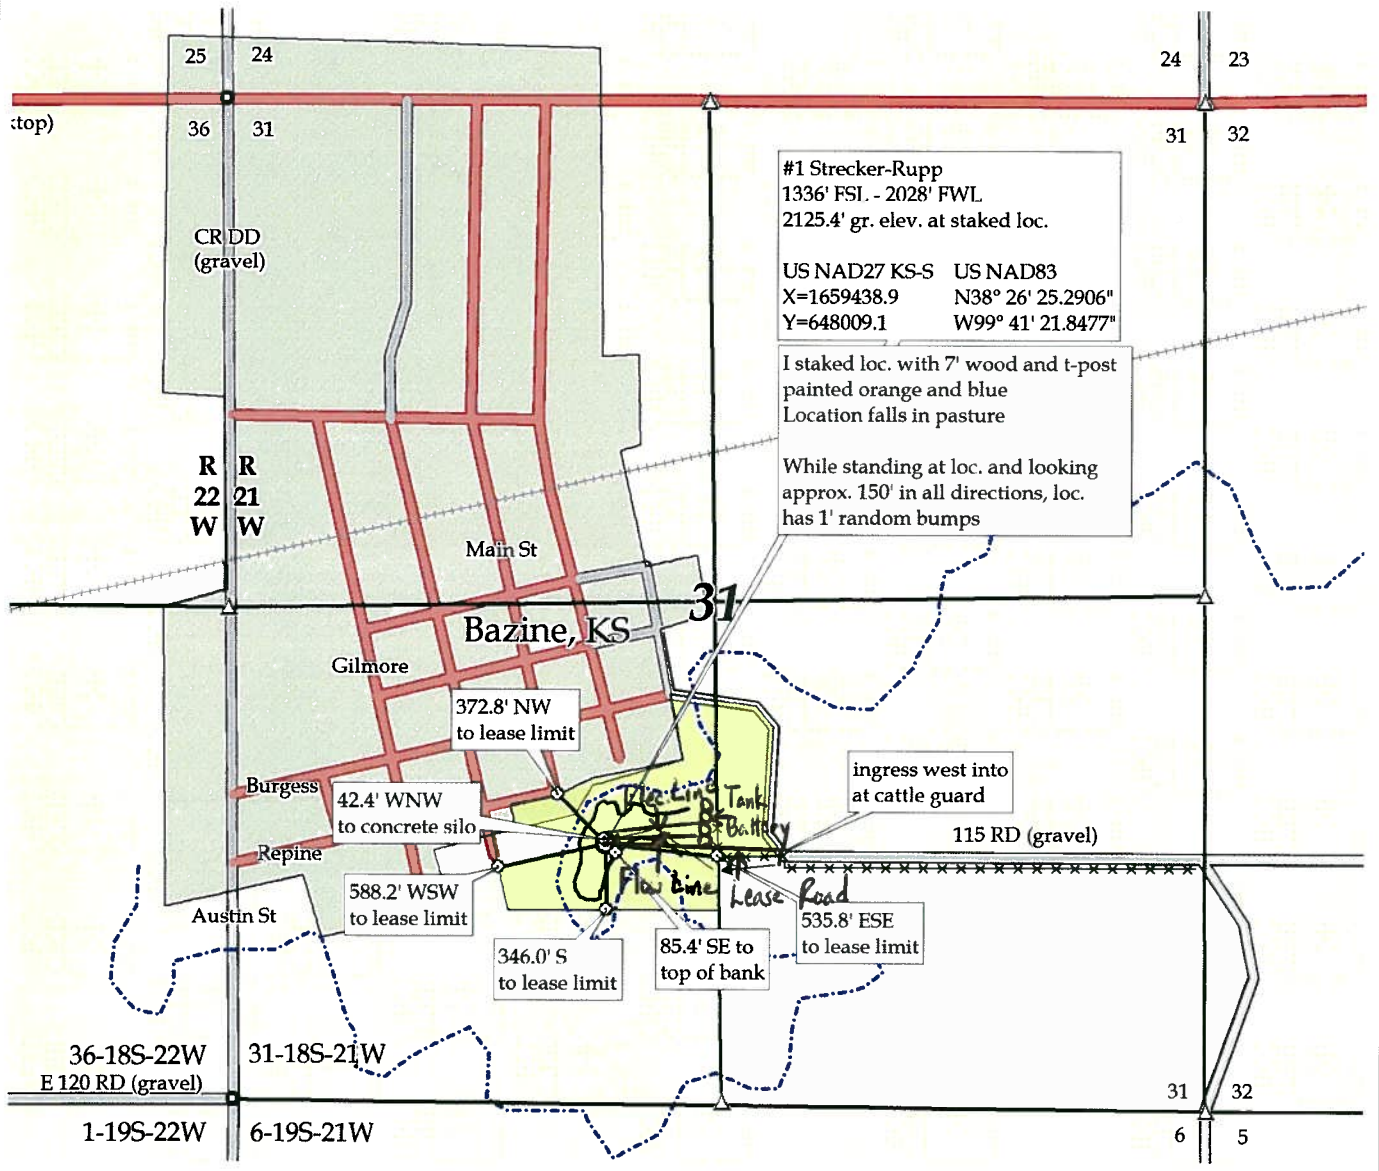 25 24
24 23
ktop)
36 31
31 32
#1 Strecker-Rupp
1336' FSL - 2028' FWL
2125.4' gr. elev. at staked loc.
US NAD27 KS-S US NAD83
X=1659438.9 N38° 26' 25.2906"
Y=648009.1 W99° 41' 21.8477"
CR DD
(gravel)
I staked loc. with 7' wood and t-post
painted orange and blue
Location falls in pasture
While standing at loc. and looking
approx. 150' in all directions, loc.
has 1' random bumps
R R
22 21
W W
Main St
31
Bazine, KS
Gilmore
372.8' NW
to lease limit
ingress west into
at cattle guard
Burgess
42.4' WNW
to concrete silo
Elec. Line
Tank
Battery
115 RD (gravel)
Repine
588.2' WSW
to lease limit
Flow Line
Lease Road
Austin St
535.8' ESE
to lease limit
346.0' S
to lease limit
85.4' SE to
top of bank
36-18S-22W 31-18S-21W
E 120 RD (gravel)
31 32
1-19S-22W 6-19S-21W
6 5